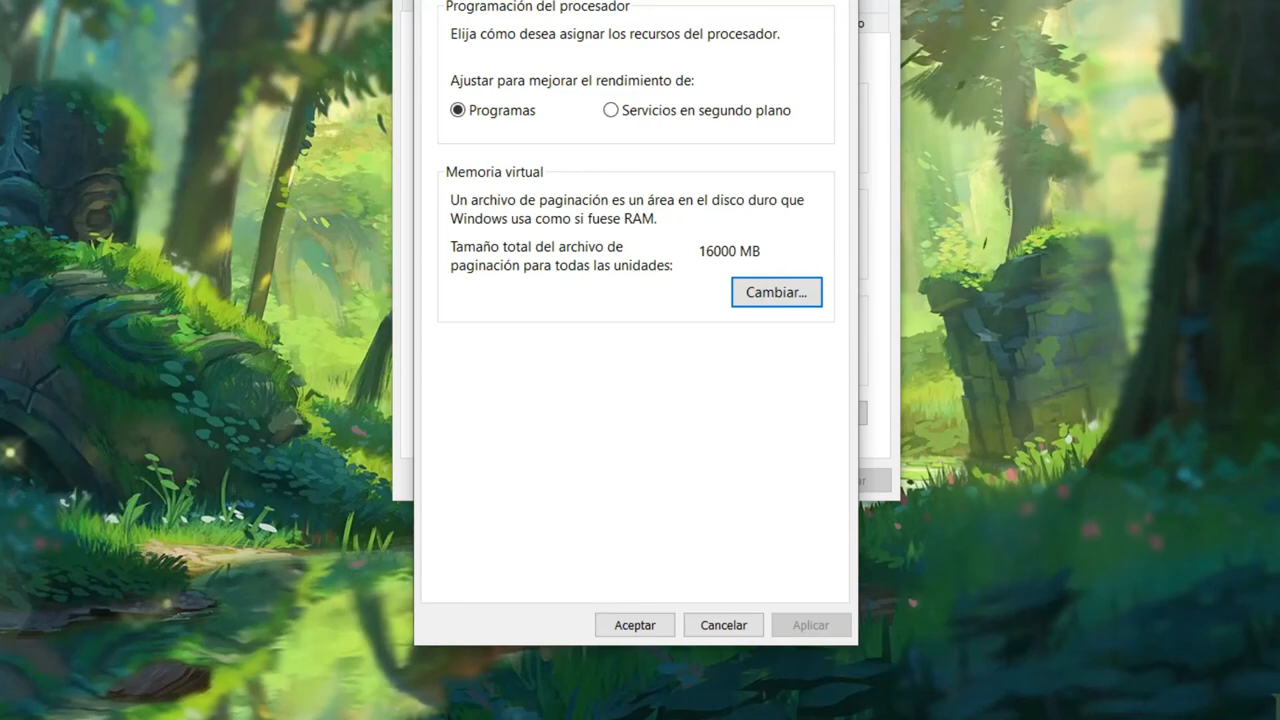 Programación del procesador
Elija cómo desea asignar los recursos del procesador.
Ajustar para mejorar el rendimiento de:
Programas
Servicios en segundo plano
Memoria virtual
Un archivo de paginación es un área en el disco duro que
Windows usa como si fuese RAM.
Tamaño total del archivo de
paginación para todas las unidades:
16000 MB
Cambiar...
Aceptar
Cancelar
Aplicar